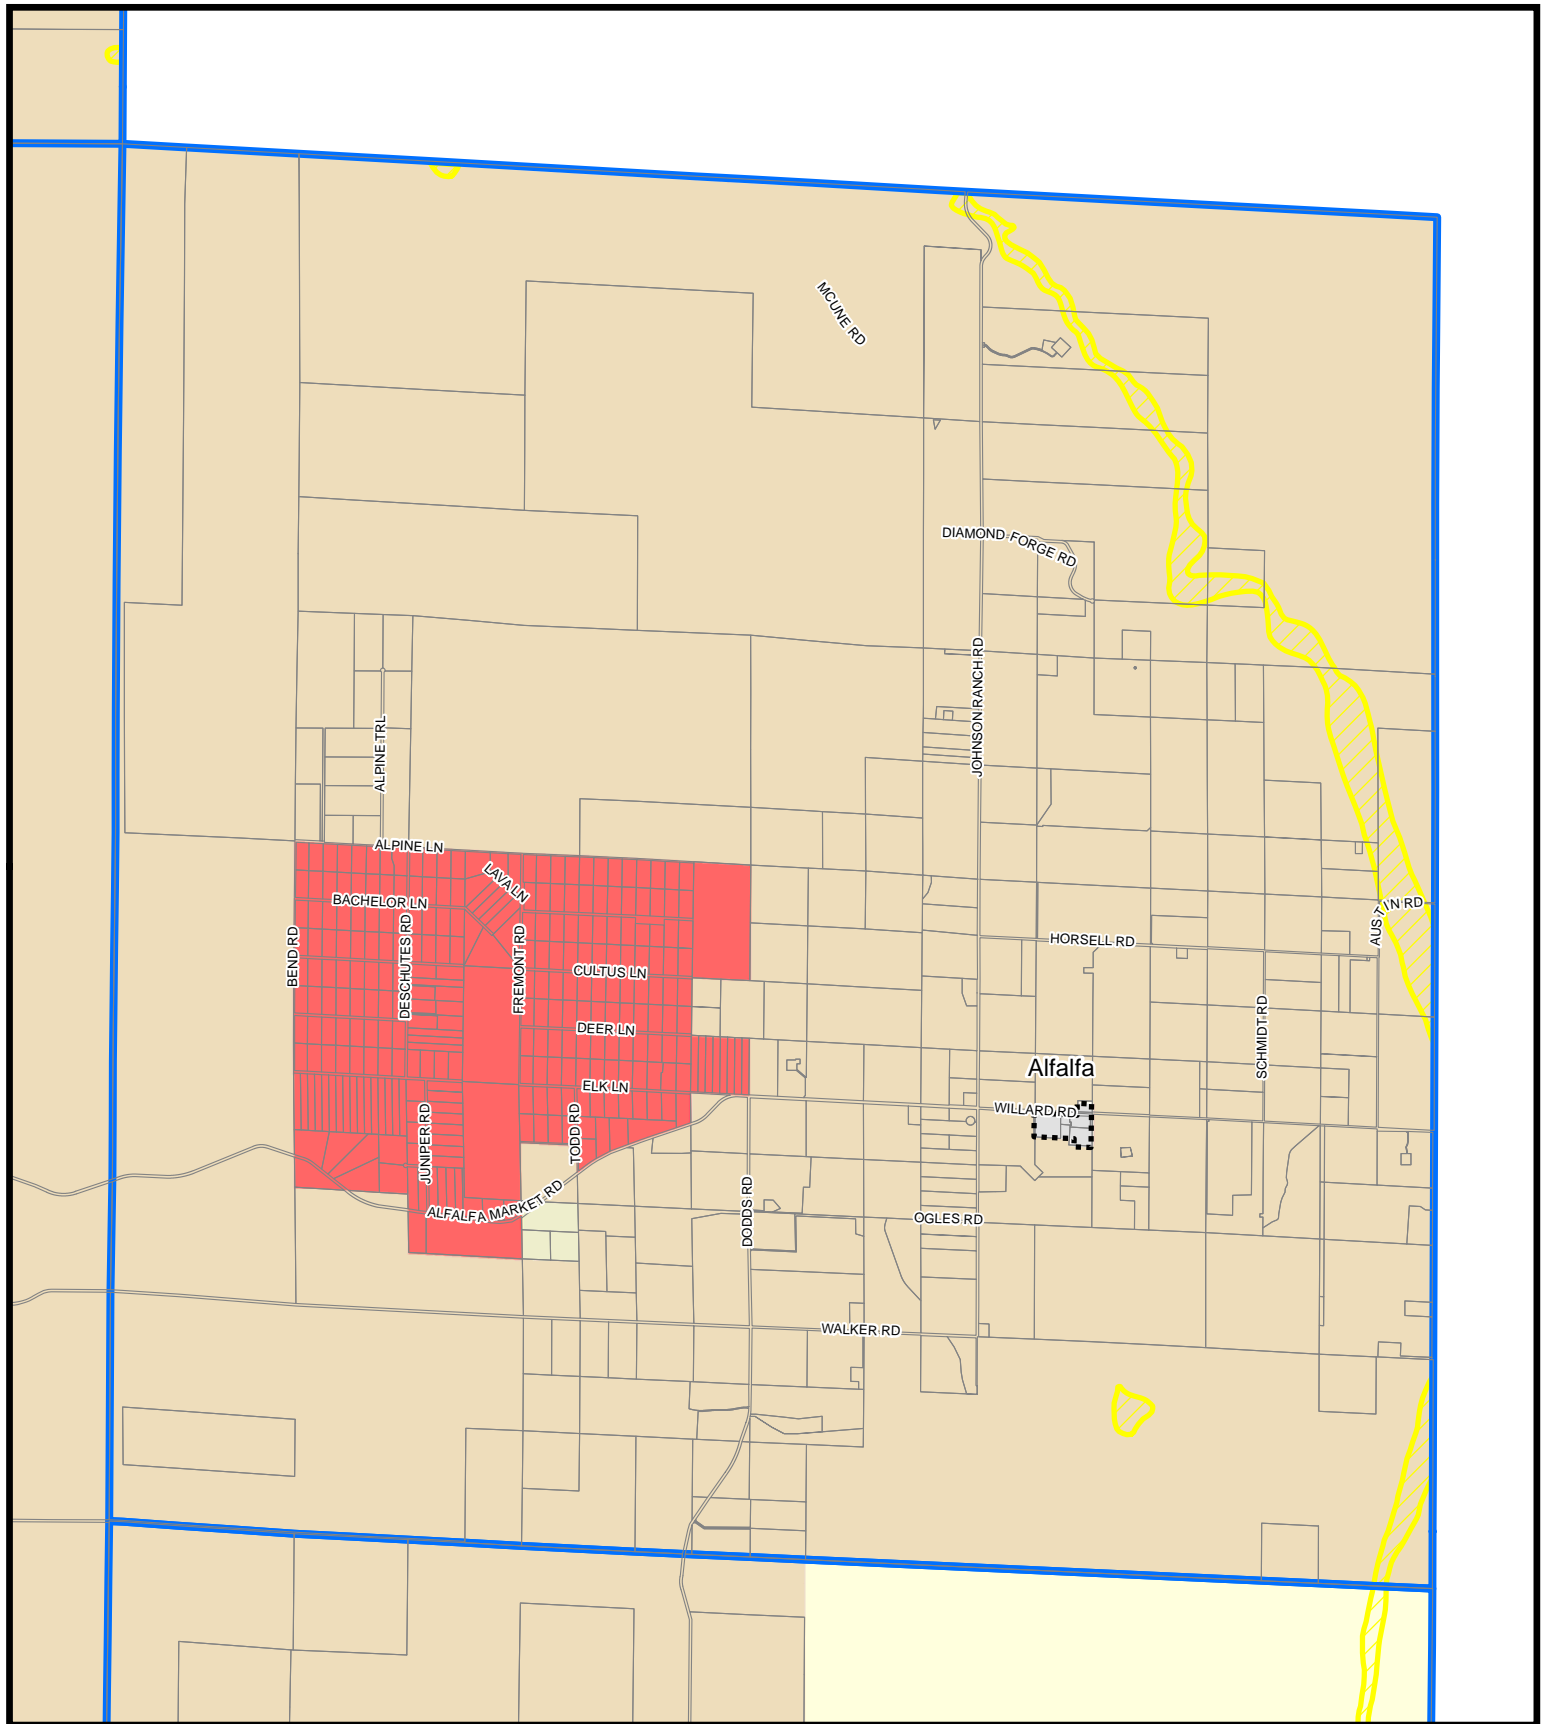 MCUNE RD
DIAMOND FORGE RD
JOHNSON RANCH RD
ALPINE TRL
ALPINE LN
LAVA LN
BACHELOR LN
AUSTIN RD
BEND RD
DESCHUTES RD
FREMONT RD
HORSELL RD
CULTUS LN
SCHMIDT RD
DEER LN
Alfalfa
ELK LN
WILLARD RD
JUNIPER RD
TODD RD
ALFALFA MARKET RD
DODDS RD
OGLES RD
WALKER RD